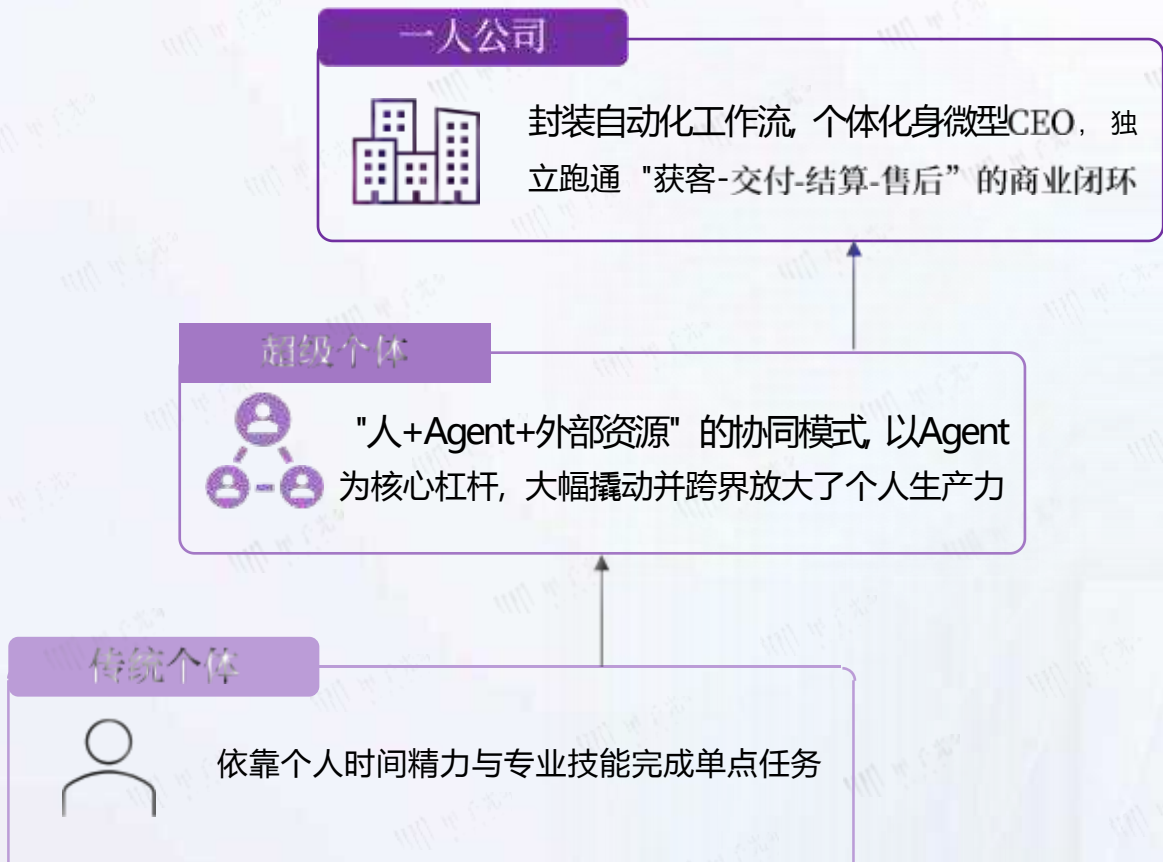 一人公司
封装自动化工作流,个体化身微型CEO，独
立跑通 "获客-交付-结算-售后”的商业闭环
超级个体
"人+Agent+外部资源" 的协同模式,以Agent
为核心杠杆,大幅撬动并跨界放大了个人生产力
传统个体
依靠个人时间精力与专业技能完成单点任务